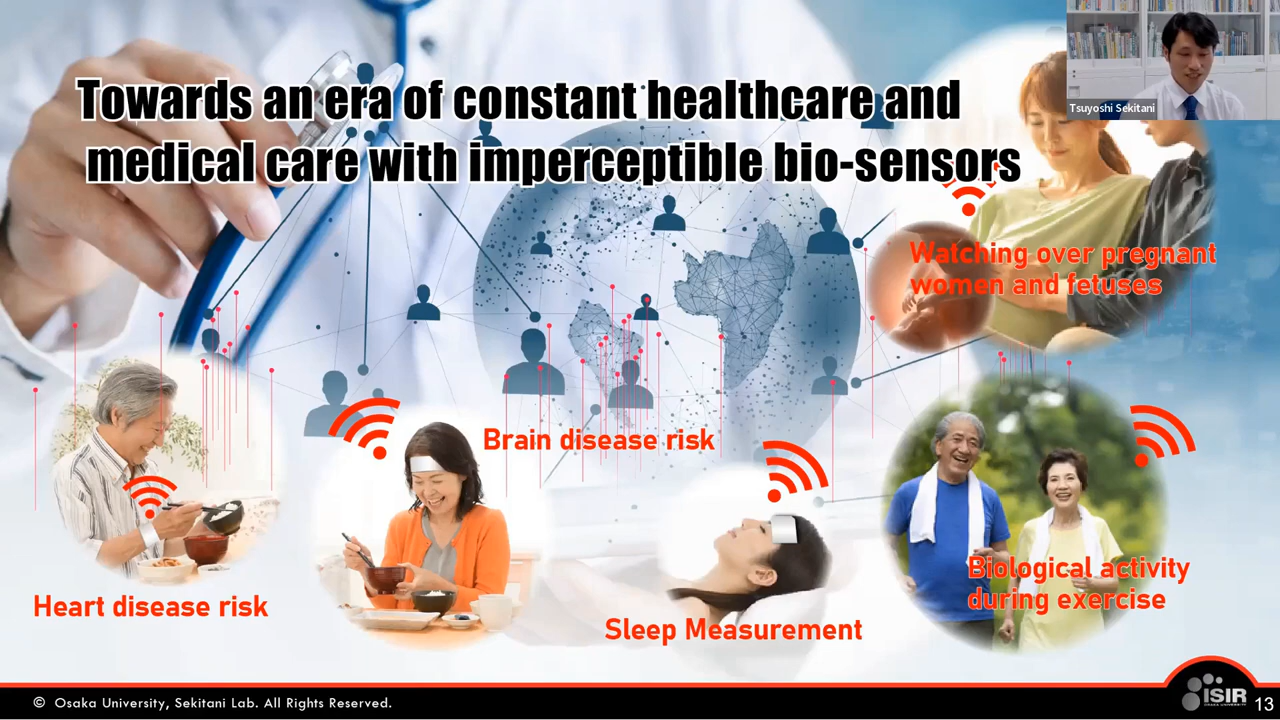 Towards an era of constant healthcare and
medical care with imperceptible bio-sensors
Tsuyoshi Sekitani
Watching over pregnant
women and fetuses
Brain disease risk
Heart disease risk
Sleep Measurement
Biological activity
during exercise
© Osaka University, Sekitani Lab. All Rights Reserved.
ISIR
OSAKA UNIVERSITY
13